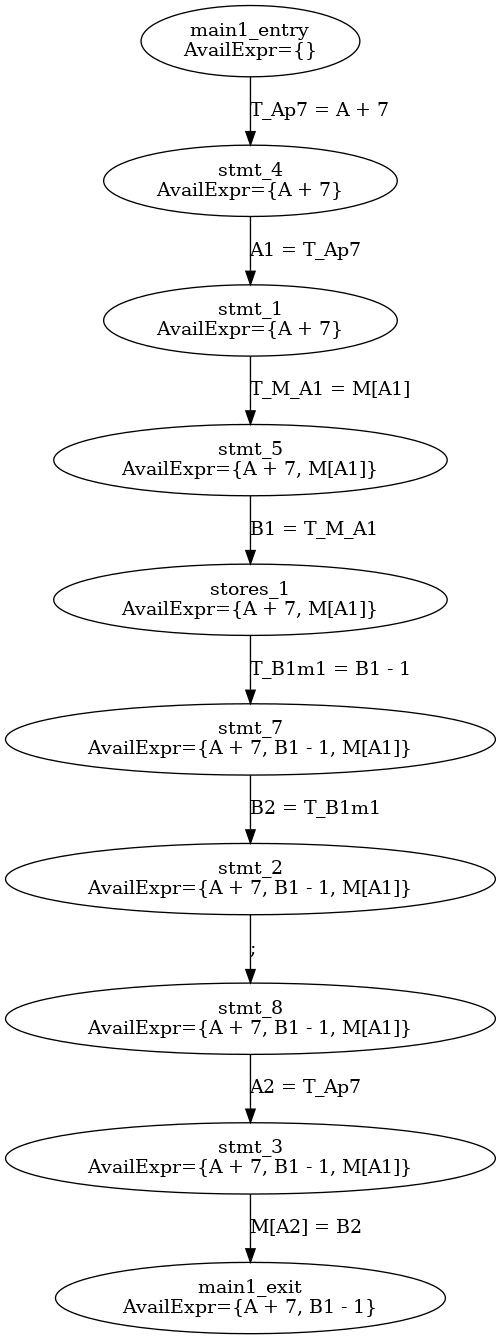 main1_entry
AvailExpr={}
T_Ap7 = A + 7
stmt_4
AvailExpr={A + 7}
A1 = T_Ap7
stmt_1
AvailExpr={A + 7}
T_M_A1 = M[A1]
stmt_5
AvailExpr={A + 7, M[A1]}
B1 = T_M_A1
stores_1
AvailExpr={A + 7, M[A1]}
T_B1m1 = B1 - 1
stmt_7
AvailExpr={A + 7, B1 - 1, M[A1]}
B2 = T_B1m1
stmt_2
AvailExpr={A + 7, B1 - 1, M[A1]}
;
stmt_8
AvailExpr={A + 7, B1 - 1, M[A1]}
A2 = T_Ap7
stmt_3
AvailExpr={A + 7, B1 - 1, M[A1]}
M[A2] = B2
main1_exit
AvailExpr={A + 7, B1 - 1}